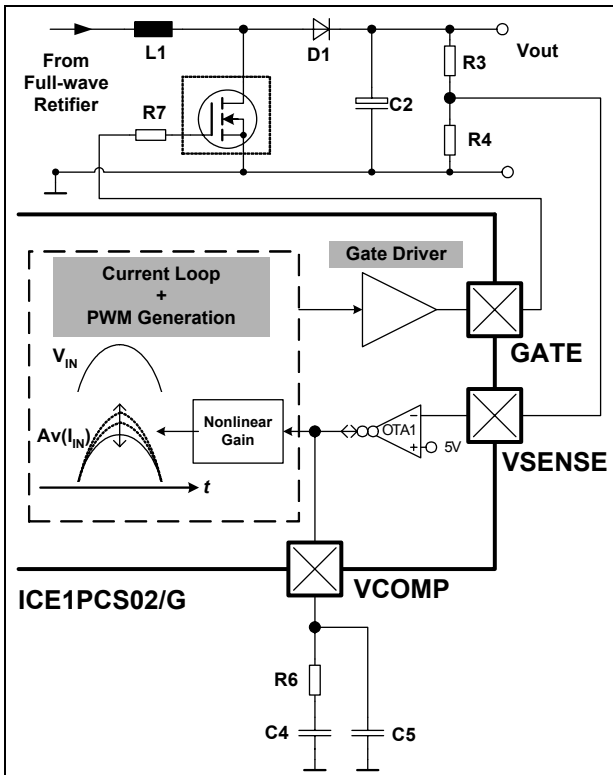 L1
D1
R3
Vout
From
Full-wave
Retifier
R7
C2
R4
Current Loop
+
PWM Generation
Gate Driver
GATE
VIN
Av(IIN)
t
Nonlinear
Gain
OTA1
−
+
5V
VSENSE
ICE1PCS02/G
VCOMP
R6
C4
C5